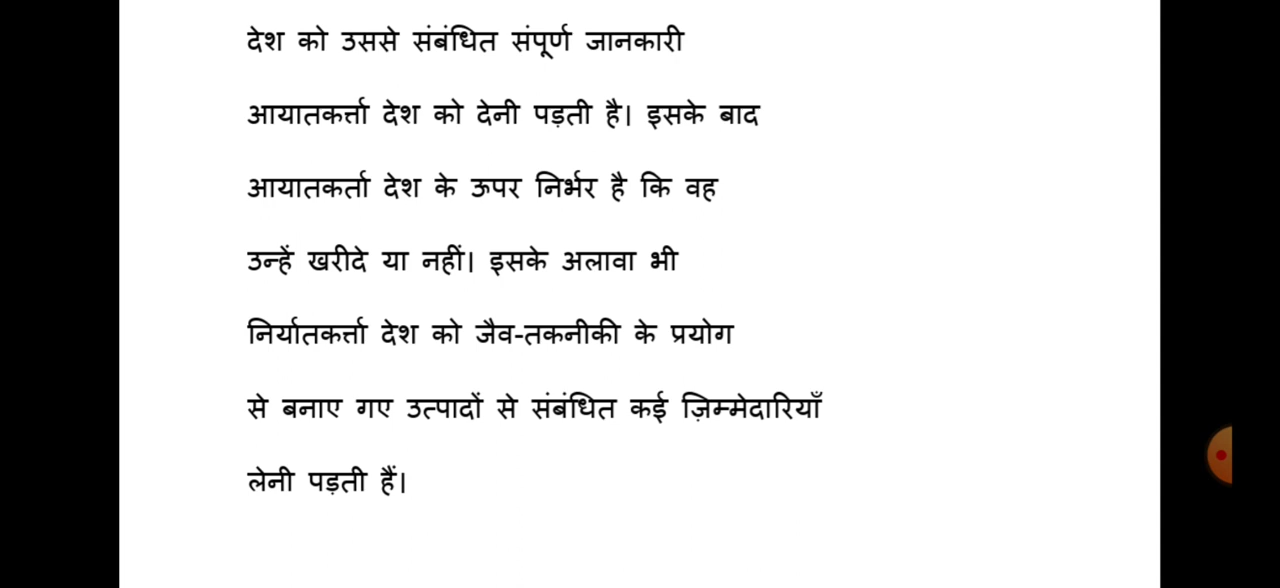 देश को उससे संबंधित संपूर्ण जानकारी
आयातकर्त्ता देश को देनी पड़ती है। इसके बाद
आयातकर्ता देश के ऊपर निर्भर है कि वह
उन्हें खरीदे या नहीं। इसके अलावा भी
निर्यातकर्त्ता देश को जैव-तकनीकी के प्रयोग
से बनाए गए उत्पादों से संबंधित कई ज़िम्मेदारियाँ
लेनी पड़ती हैं।